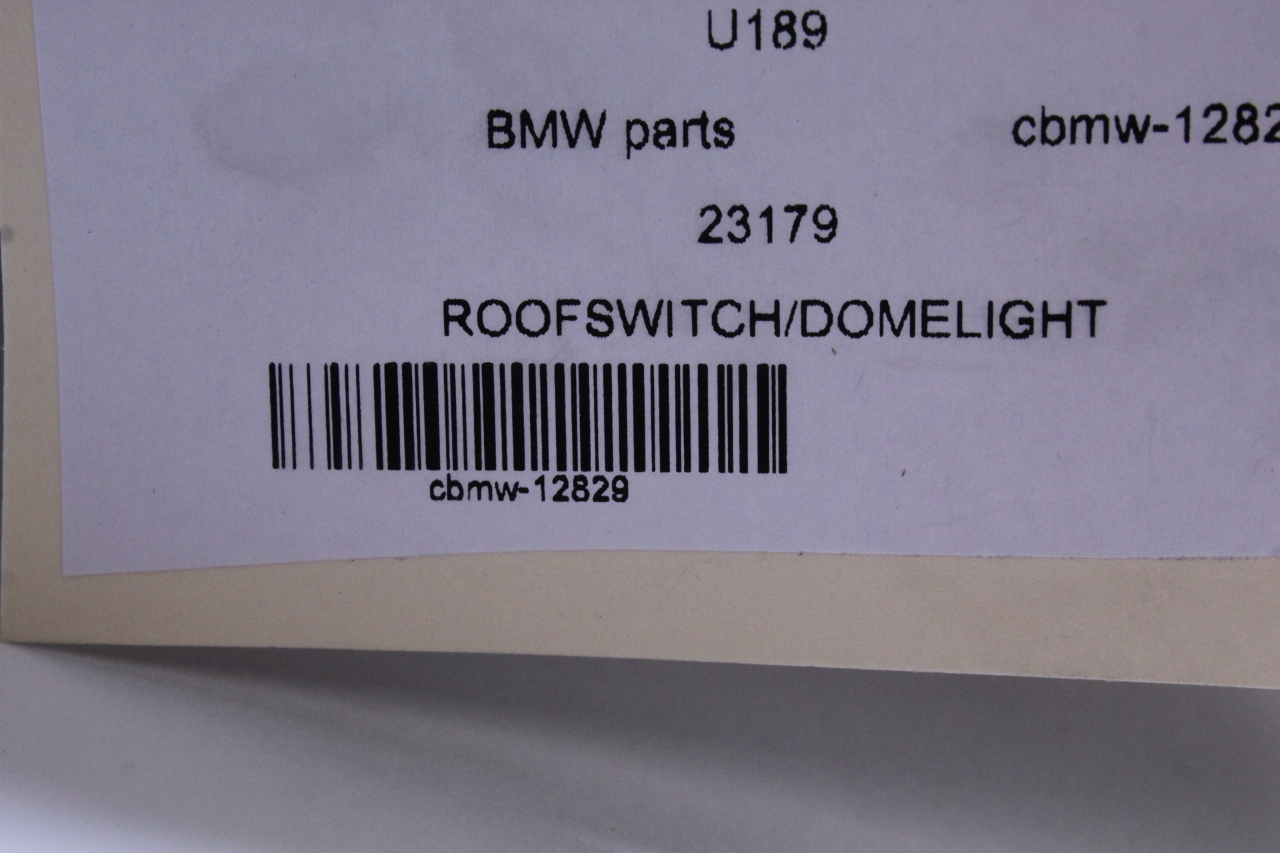 U189
BMW parts cbmw-1282
23179
ROOFSWITCH/DOMELIGHT
cbmw-12829